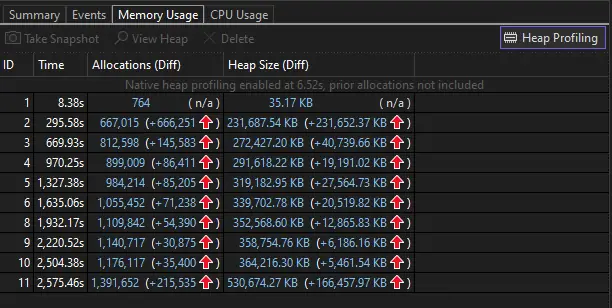 Summary Events Memory Usage CPU Usage
Take Snapshot View Heap Delete Heap Profiling
ID Time Allocations (Diff) Heap Size (Diff)
Native heap profiling enabled at 6.52s, prior allocations not included
1 8.38s 764 (n/a) 35.17 KB (n/a)
2 295.58s 667,015 (+666,251) 231,687.54 KB (+231,652.37 KB)
3 669.93s 812,598 (+145,583) 272,427.20 KB (+40,739.66 KB)
4 970.25s 899,009 (+86,411) 291,618.22 KB (+19,191.02 KB)
5 1,327.38s 984,214 (+85,205) 319,182.95 KB (+27,564.73 KB)
6 1,635.06s 1,055,452 (+71,238) 339,702.78 KB (+20,519.82 KB)
8 1,932.17s 1,109,842 (+54,390) 352,568.60 KB (+12,865.83 KB)
9 2,220.52s 1,140,717 (+30,875) 358,754.76 KB (+6,186.16 KB)
10 2,504.38s 1,176,117 (+35,400) 364,216.30 KB (+5,461.54 KB)
11 2,575.46s 1,391,652 (+215,535) 530,674.27 KB (+166,457.97 KB)